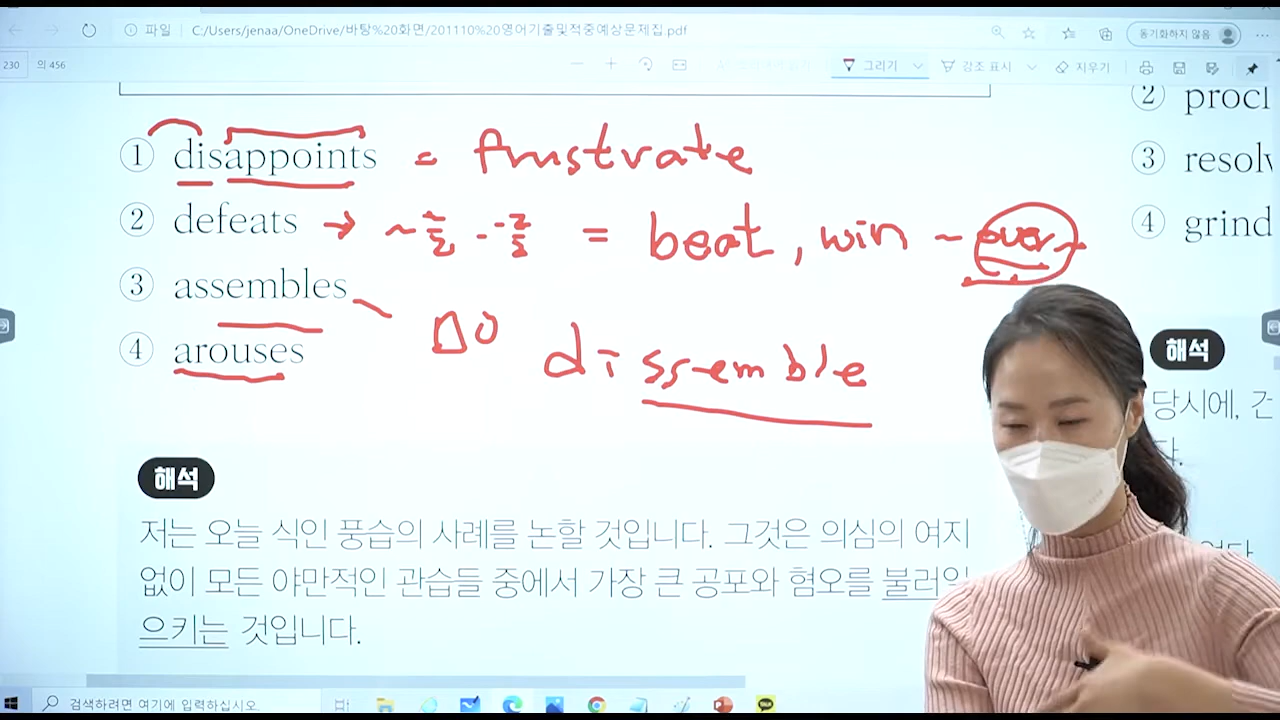 파일 C:/Users/jenaa/OneDrive/바탕%20화면/201110%20영어기출및적중예상문제집.pdf 동기화하지 않음
230 의 456 그리기 강조 표시 지우기
① disappoints = frustrate
② defeats → ~ = beat, win ~ over ~
③ assembles
dissemble
④ arouses
② procl
③ resolv
④ grind
해석
저는 오늘 식인 풍습의 사례를 논할 것입니다. 그것은 의심의 여지
없이 모든 야만적인 관습들 중에서 가장 큰 공포와 혐오를 불러일
으키는 것입니다.
해석
당시에, 간
다.
검색하려면 여기에 입력하십시오.